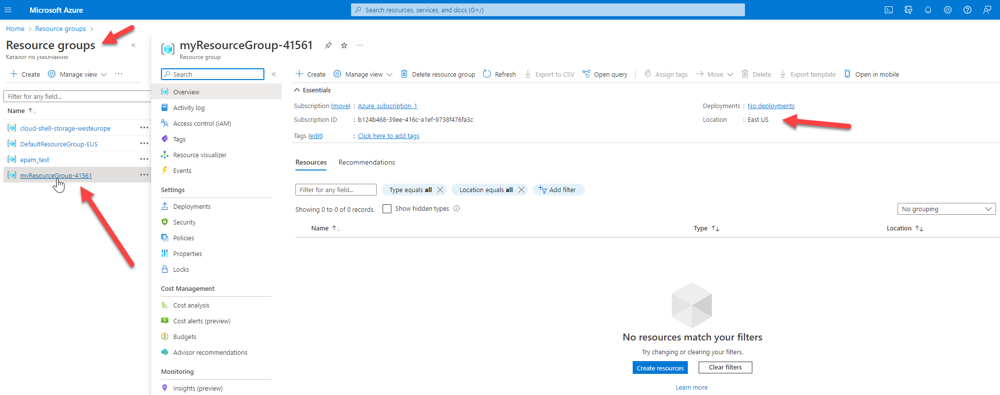 Microsoft Azure
Search resources, services, and docs (G+/)
Home > Resource groups >
Resource groups
Каталог по умолчанию
Create
Manage view
Filter for any field...
Name
cloud-shell-storage-westeurope
DefaultResourceGroup-EUS
epam_test
myResourceGroup-41561
myResourceGroup-41561
Resource group
Search
Overview
Activity log
Access control (IAM)
Tags
Resource visualizer
Events
Settings
Deployments
Security
Policies
Properties
Locks
Cost Management
Cost analysis
Cost alerts (preview)
Budgets
Advisor recommendations
Monitoring
Insights (preview)
Create Manage view Delete resource group Refresh Export to CSV Open query Assign tags Move Delete Export template Open in mobile
Essentials
Subscription (move) : Azure subscription 1
Subscription ID : b124b468-39ee-416c-a1ef-9738f476fa3c
Tags (edit) : Click here to add tags
Deployments : No deployments
Location : East US
Resources Recommendations
Filter for any field... Type equals all Location equals all Add filter
Showing 0 to 0 of 0 records. Show hidden types
No grouping
Name Type Location
No resources match your filters
Try changing or clearing your filters.
Create resources Clear filters
Learn more